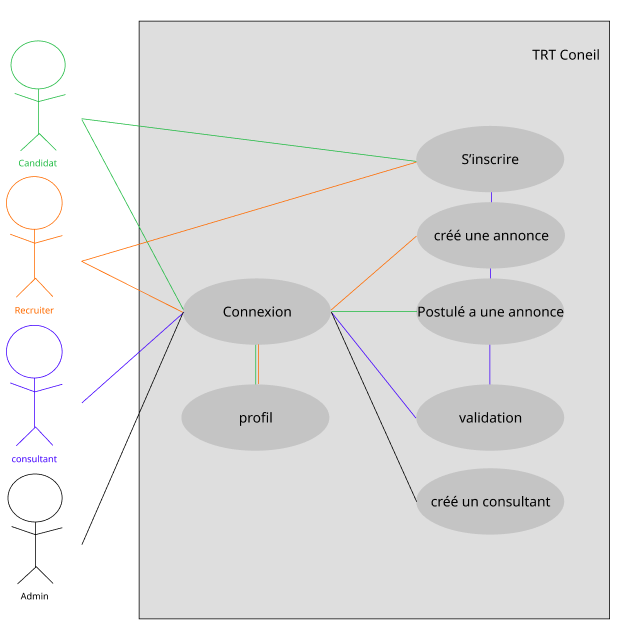 TRT Coneil
Candidat
S'inscrire
Recruiter
créé une annonce
Connexion
Postulé a une annonce
consultant
profil
validation
créé un consultant
Admin